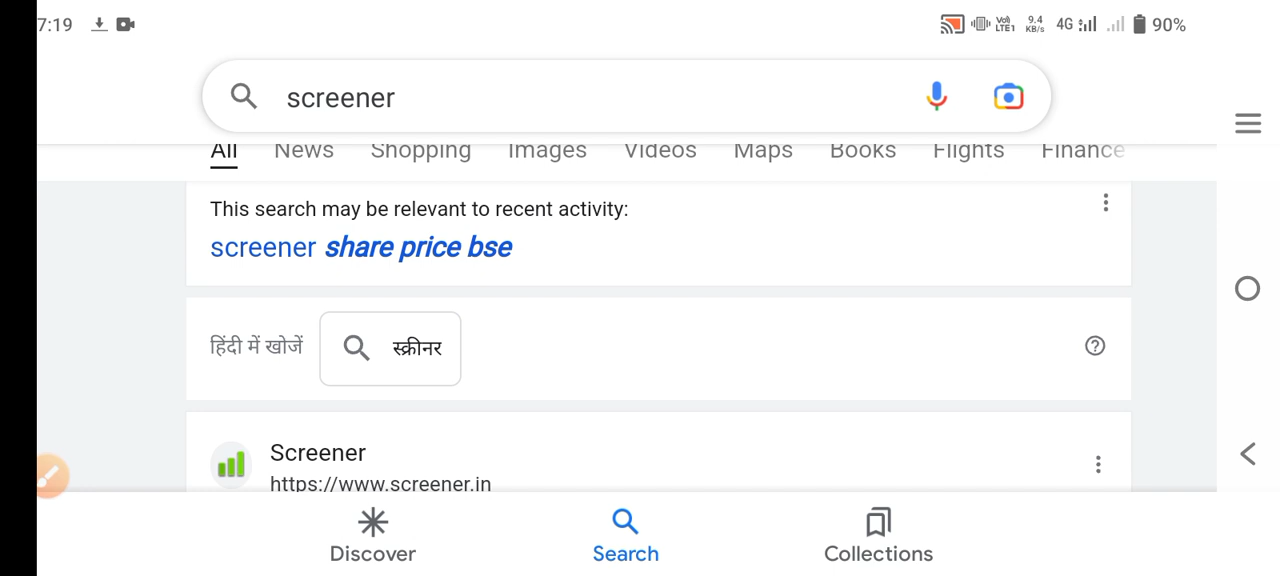 7:19 9.4 KB/s VoI) LTE1 4G 90%
screener
All News Shopping Images Videos Maps Books Flights Finance
This search may be relevant to recent activity:
screener share price bse
हिंदी में खोजें स्क्रीनर
Screener
https://www.screener.in
Discover Search Collections